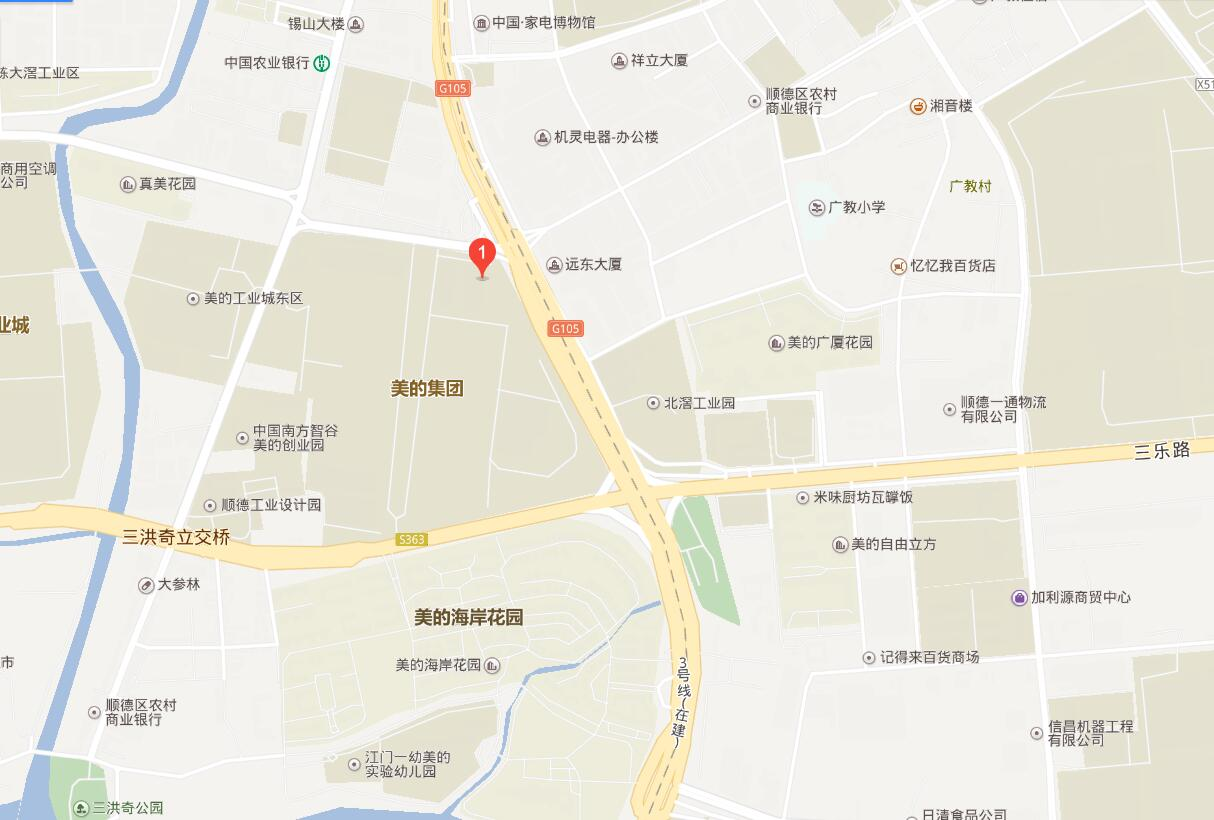 锡山大楼
中国·家电博物馆
中国农业银行
祥立大厦
大滘工业区
G105
X51
顺德区农村
商业银行
湘音楼
机灵电器-办公楼
商用空调
公司
真美花园
广教村
广教小学
1
远东大厦
忆忆我百货店
美的工业城东区
业城
G105
美的广厦花园
美的集团
北滘工业园
顺德一通物流
有限公司
中国南方智谷
美的创业园
三乐路
顺德工业设计园
米味厨坊瓦罉饭
三洪奇立交桥
S363
美的自由立方
大参林
加利源商贸中心
美的海岸花园
市
美的海岸花园
记得来百货商场
3号线(在建)
顺德区农村
商业银行
信昌机器工程
有限公司
江门一幼美的
实验幼儿园
三洪奇公园
日清食品公司